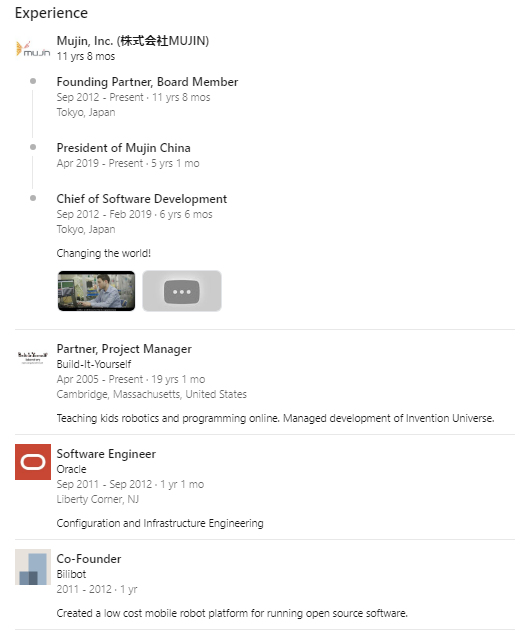 Experience
mujin
Mujin, Inc. (株式会社MUJIN)
11 yrs 8 mos
Founding Partner, Board Member
Sep 2012 - Present · 11 yrs 8 mos
Tokyo, Japan
President of Mujin China
Apr 2019 - Present · 5 yrs 1 mo
Chief of Software Development
Sep 2012 - Feb 2019 · 6 yrs 6 mos
Tokyo, Japan
Changing the world!
Build-It-Yourself
Partner, Project Manager
Build-It-Yourself
Apr 2005 - Present · 19 yrs 1 mo
Cambridge, Massachusetts, United States
Teaching kids robotics and programming online. Managed development of Invention Universe.
Software Engineer
Oracle
Sep 2011 - Sep 2012 · 1 yr 1 mo
Liberty Corner, NJ
Configuration and Infrastructure Engineering
Co-Founder
Bilibot
2011 - 2012 · 1 yr
Created a low cost mobile robot platform for running open source software.